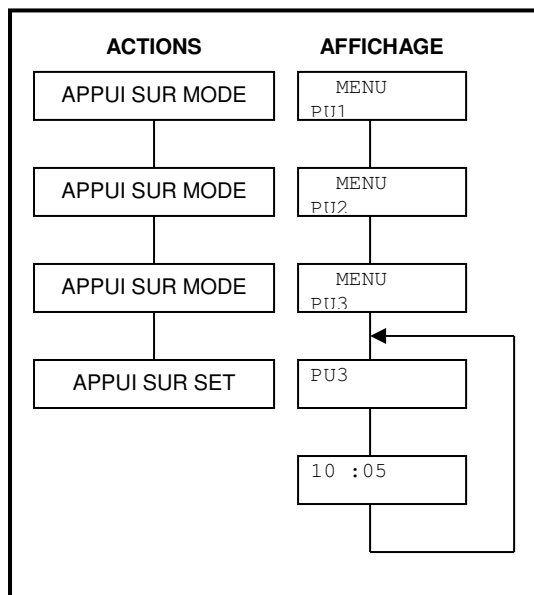 ACTIONS AFFICHAGE
APPUI SUR MODE
MENU
PU1
APPUI SUR MODE
MENU
PU2
APPUI SUR MODE
MENU
PU3
APPUI SUR SET
PU3
10 :05